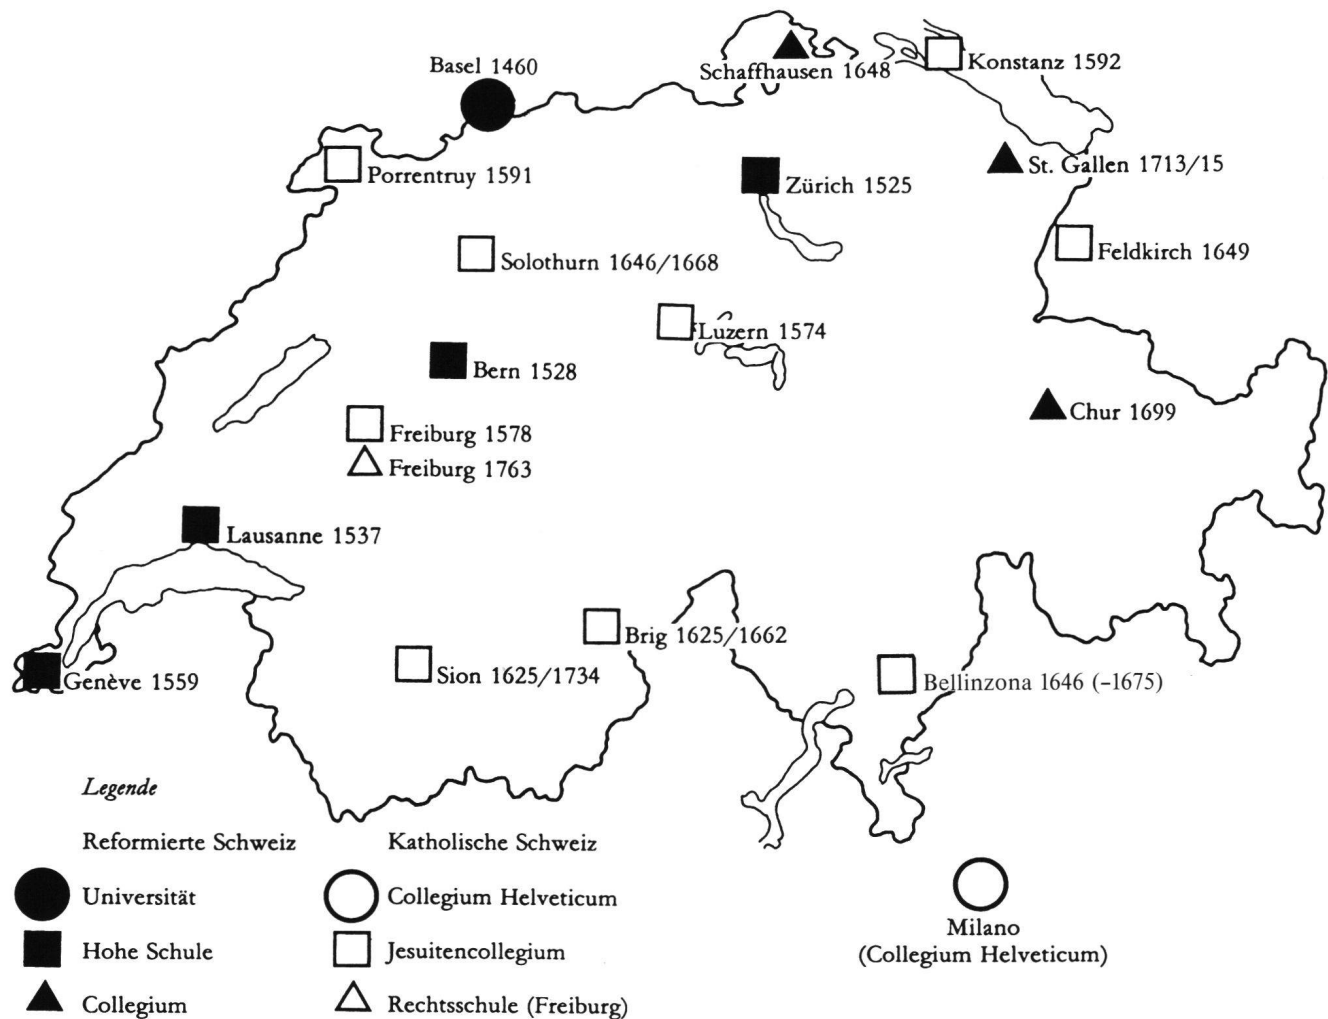 Basel 1460
Schaffhausen 1648
Konstanz 1592
Porrentruy 1591
Zürich 1525
St. Gallen 1713/15
Solothurn 1646/1668
Feldkirch 1649
Luzern 1574
Bern 1528
Chur 1699
Freiburg 1578
Freiburg 1763
Lausanne 1537
Brig 1625/1662
Genève 1559
Sion 1625/1734
Bellinzona 1646 (-1675)
Legende
Reformierte Schweiz
Universität
Hohe Schule
Collegium
Katholische Schweiz
Collegium Helveticum
Jesuitencollegium
Rechtsschule (Freiburg)
Milano
(Collegium Helveticum)